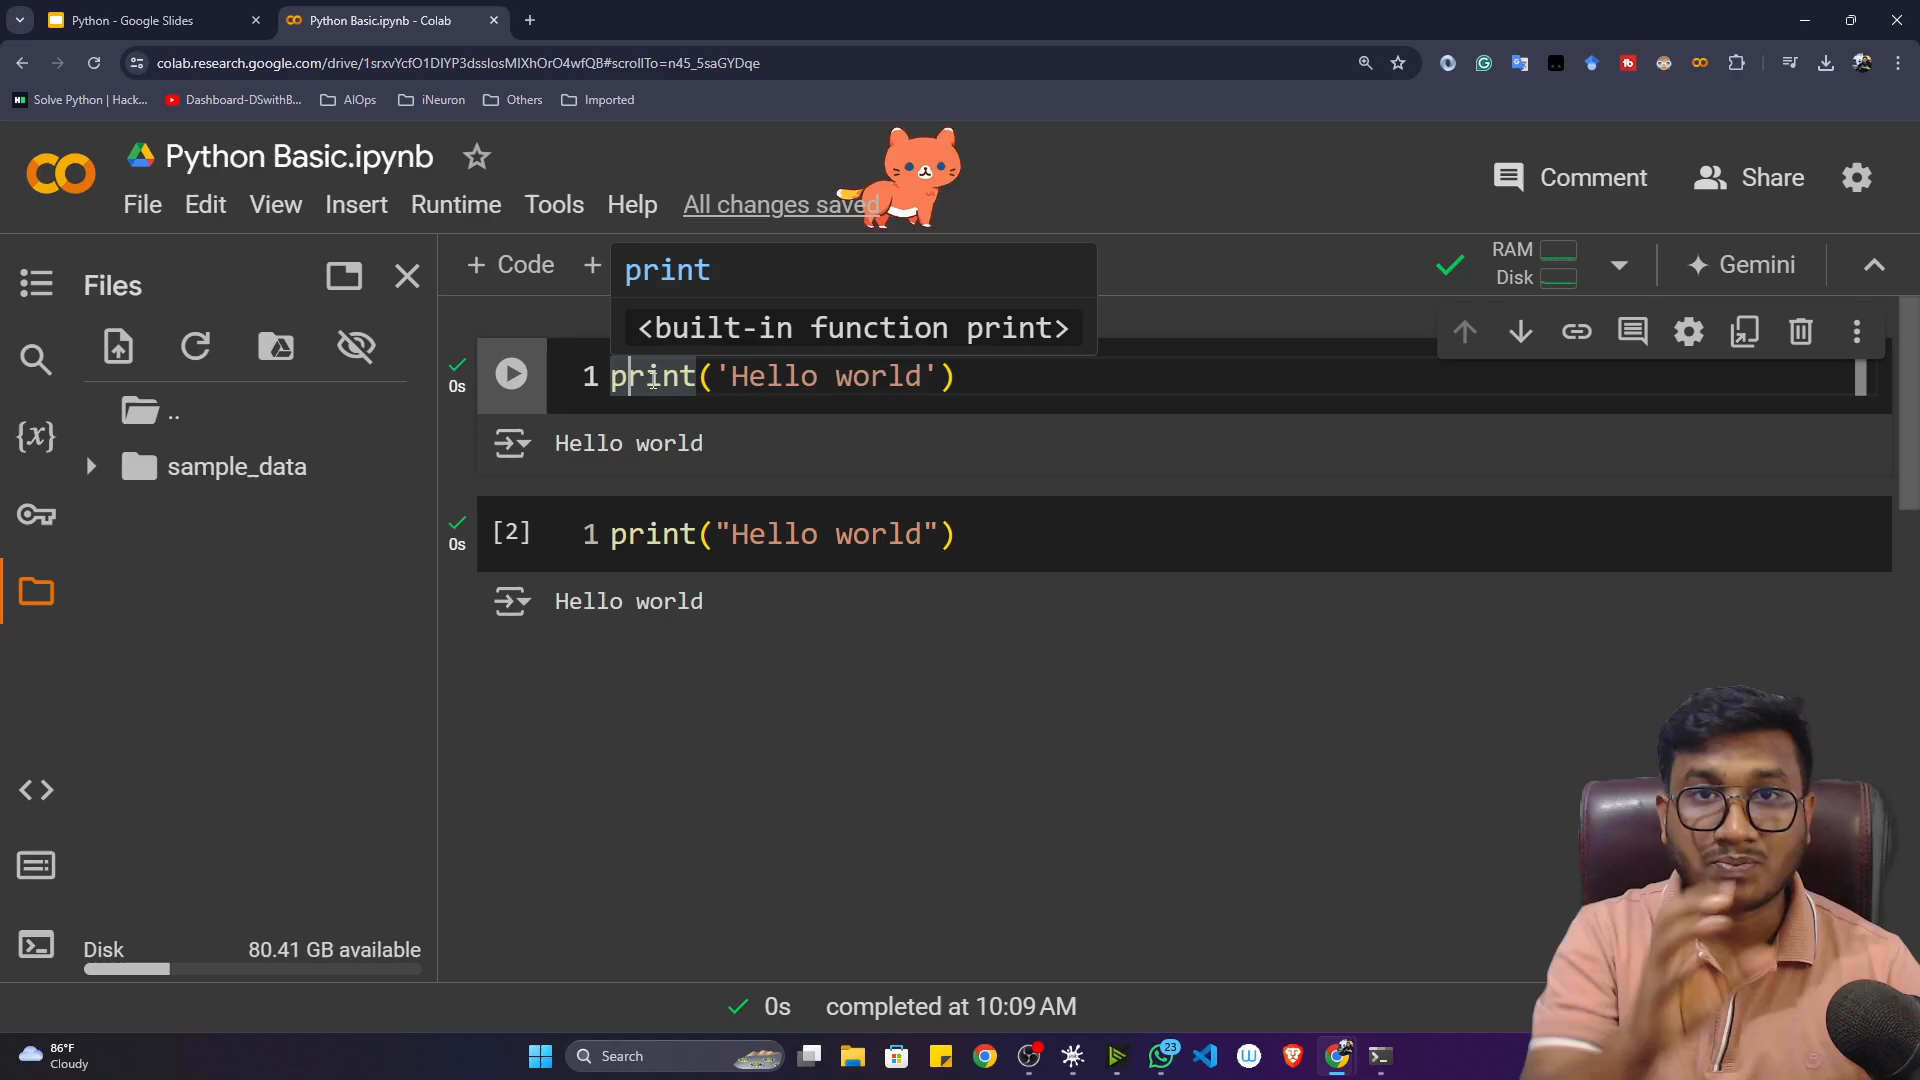 Python - Google Slides
Python Basic.ipynb - Colab
colab.research.google.com/drive/1srxvYcfO1DIYP3dsslosMIXhOrO4wfQB#scrollTo=n45_5saGYDqe
Solve Python | Hack...
Dashboard-DSwithB...
AIOps
iNeuron
Others
Imported
Python Basic.ipynb
File Edit View Insert Runtime Tools Help All changes saved
Comment
Share
Files
+ Code +
RAM
Disk
Gemini
print
<built-in function print>
0s
1 print('Hello world')
Hello world
{x}
..
sample_data
0s
[2] 1 print("Hello world")
Hello world
Disk 80.41 GB available
0s completed at 10:09 AM
86°F
Cloudy
Search
23